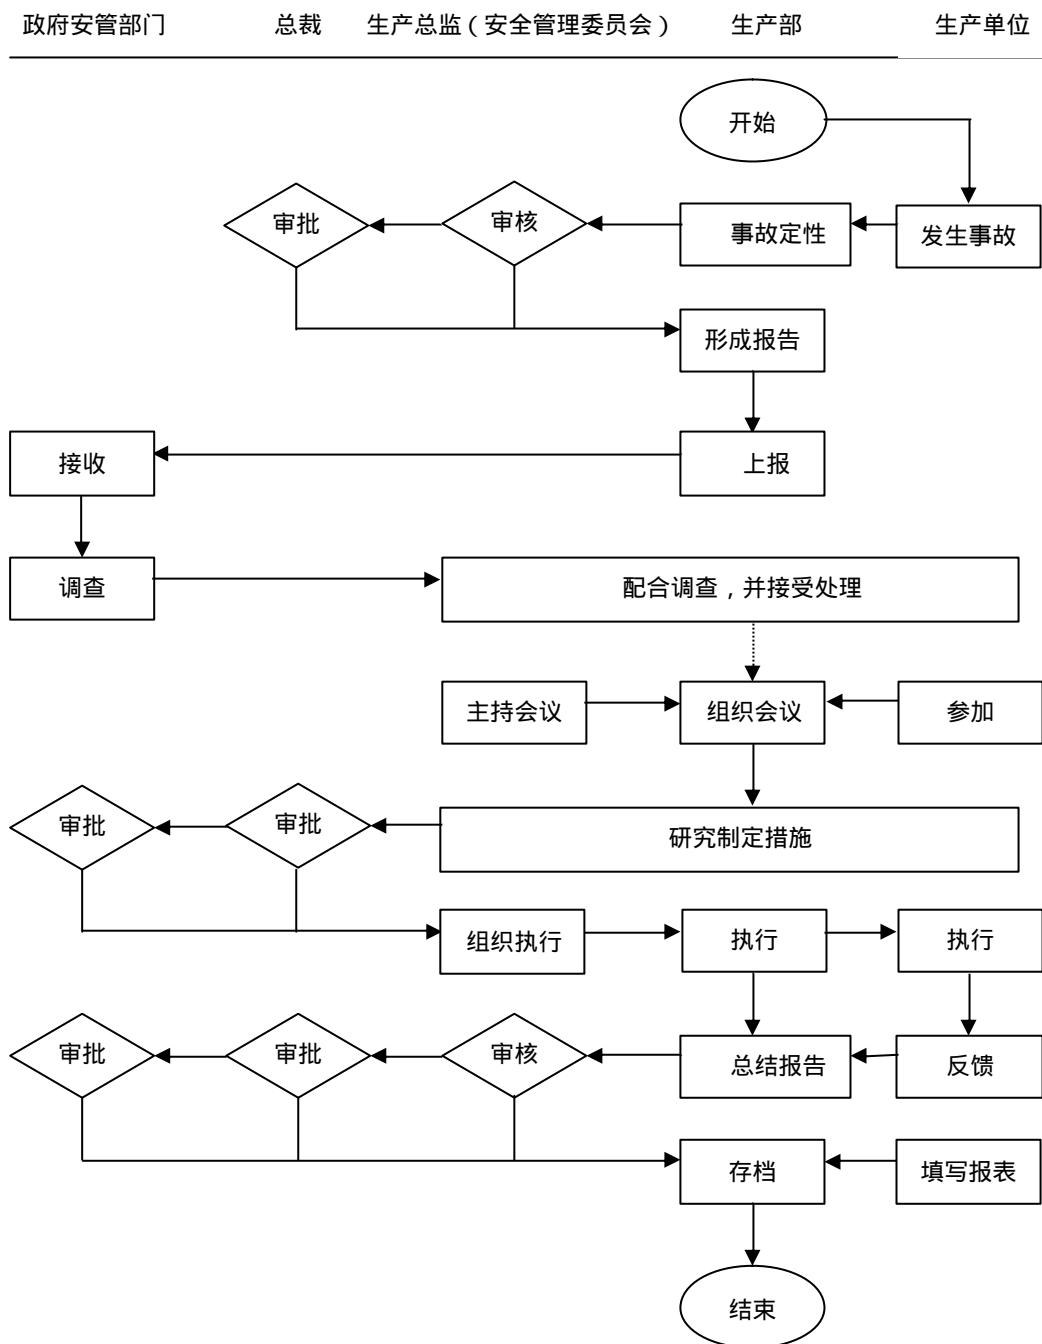 政府安管部门 总裁 生产总监（安全管理委员会） 生产部 生产单位
开始
审批 审核 事故定性 发生事故
形成报告
接收 上报
调查 配合调查，并接受处理
主持会议 组织会议 参加
审批 审批 研究制定措施
组织执行 执行 执行
审批 审批 审核 总结报告 反馈
存档 填写报表
结束